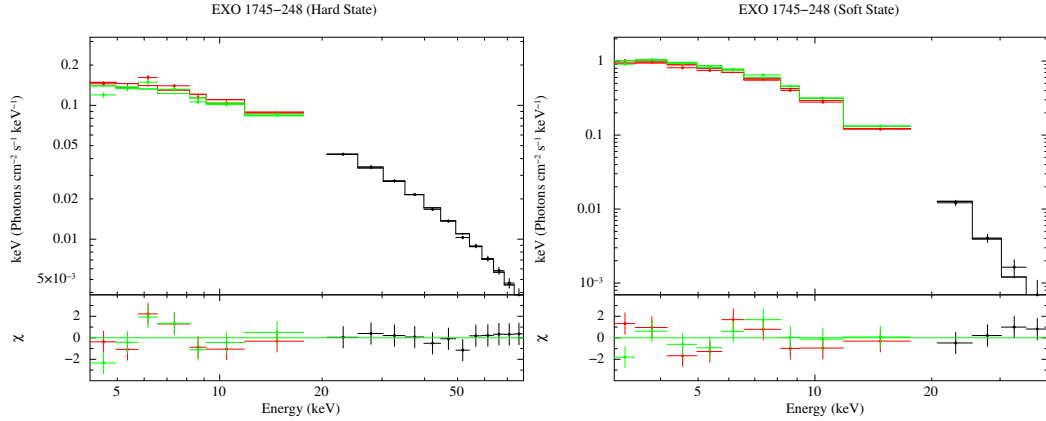 EXO 1745−248 (Hard State)
keV (Photons cm⁻² s⁻¹ keV⁻¹)
0.2
0.1
0.05
0.02
0.01
5×10⁻³
χ
2
0
−2
5 10 20 50
Energy (keV)
EXO 1745−248 (Soft State)
keV (Photons cm⁻² s⁻¹ keV⁻¹)
1
0.1
0.01
10⁻³
χ
2
0
−2
5 10 20
Energy (keV)